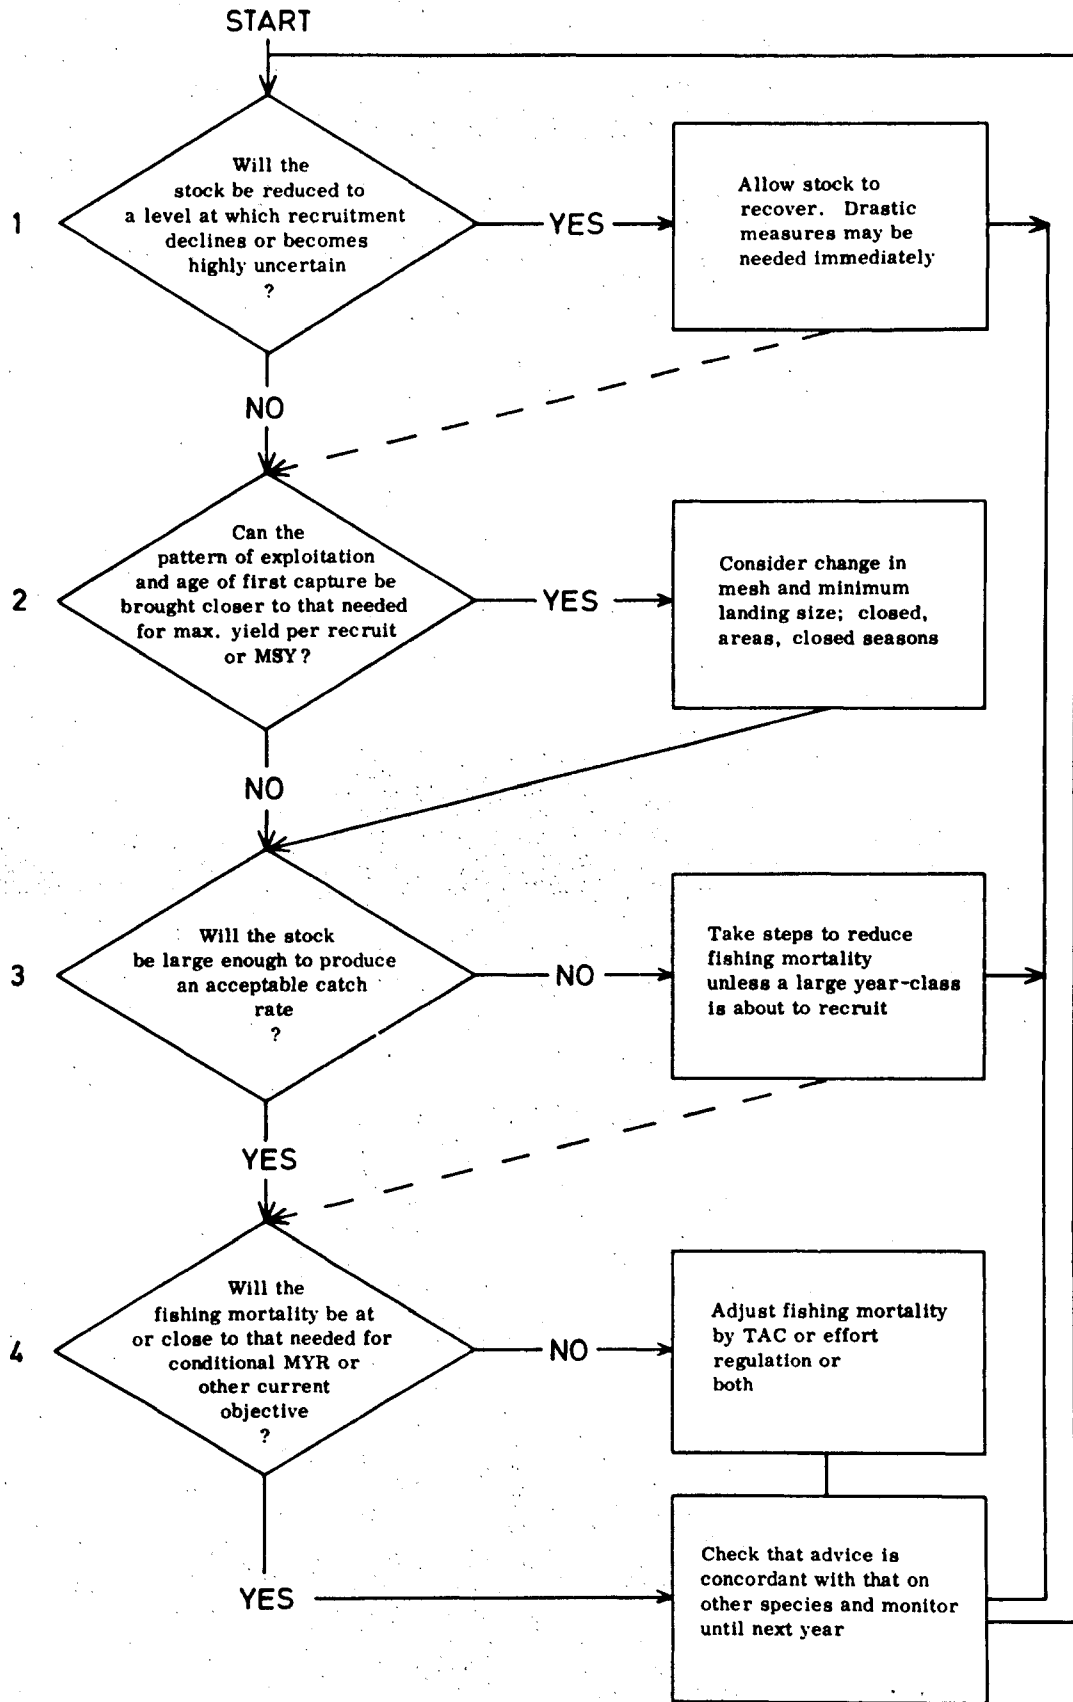 START
1
Will the
stock be reduced to
a level at which recruitment
declines or becomes
highly uncertain
?
YES
Allow stock to
recover. Drastic
measures may be
needed immediately
NO
2
Can the
pattern of exploitation
and age of first capture be
brought closer to that needed
for max. yield per recruit
or MSY?
YES
Consider change in
mesh and minimum
landing size; closed,
areas, closed seasons
NO
3
Will the stock
be large enough to produce
an acceptable catch
rate
?
NO
Take steps to reduce
fishing mortality
unless a large year-class
is about to recruit
YES
4
Will the
fishing mortality be at
or close to that needed for
conditional MYR or
other current
objective
?
NO
Adjust fishing mortality
by TAC or effort
regulation or
both
YES
Check that advice is
concordant with that on
other species and monitor
until next year